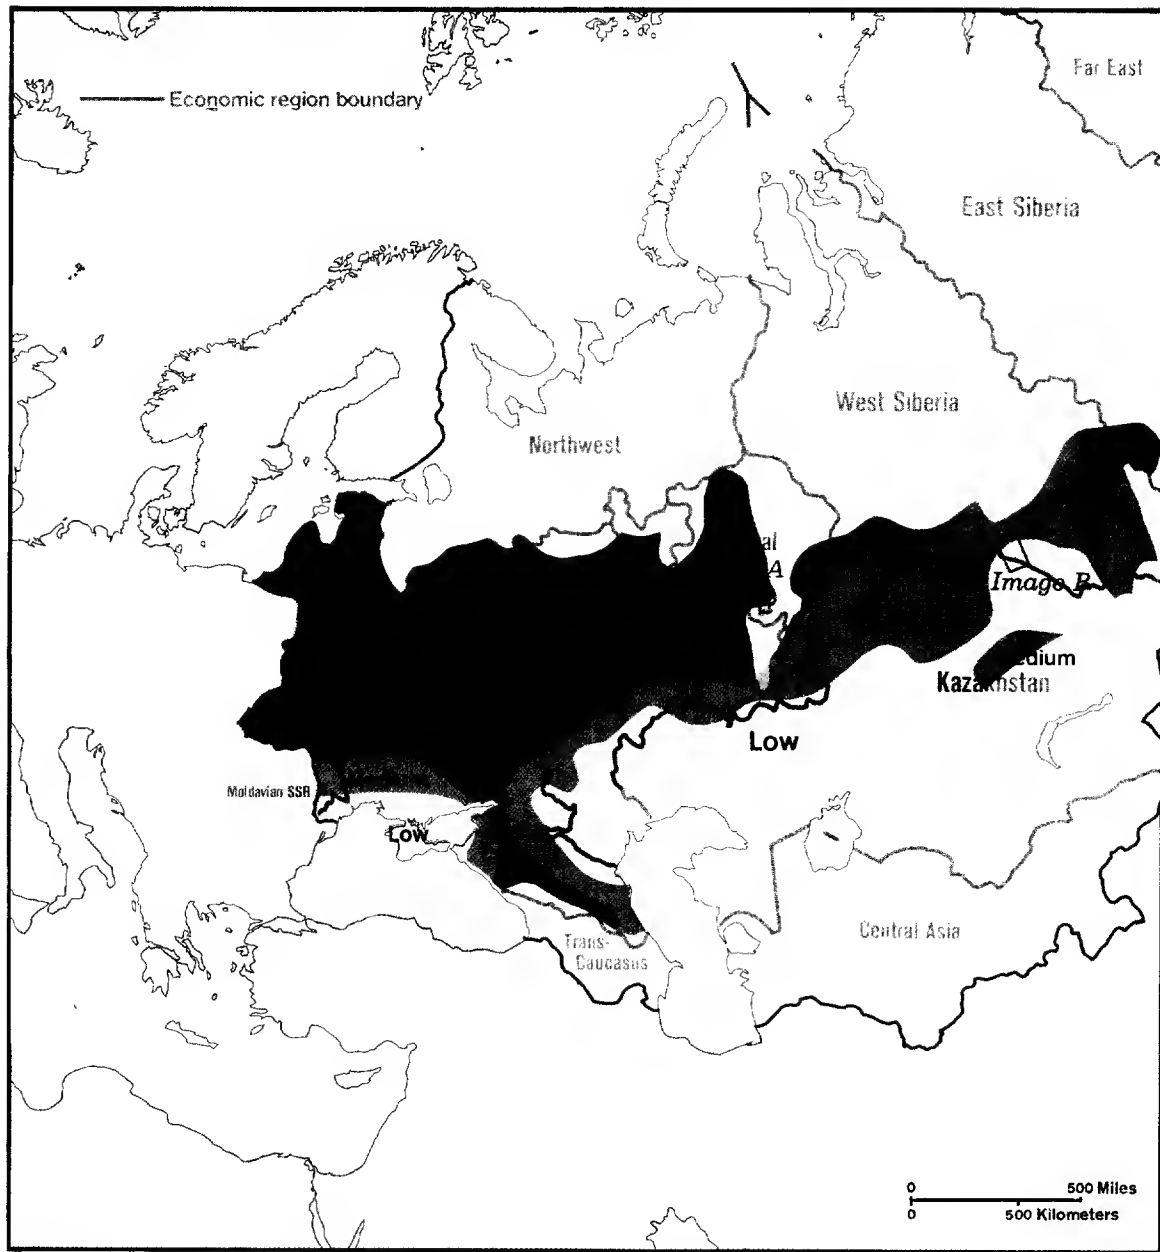 Far East
Economic region boundary
East Siberia
West Siberia
Northwest
A
Kazakhstan
Low
Moldavian SSR
Low
Trans-
Caucasus
Central Asia
0 500 Miles
0 500 Kilometers